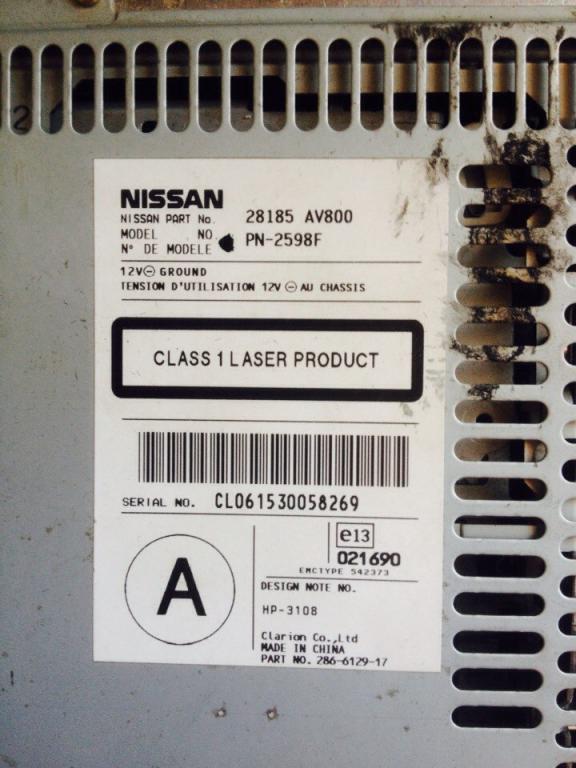 2
NISSAN
NISSAN PART No. 28185 AV800
MODEL NO
N° DE MODELE PN-2598F
12V⊖ GROUND
TENSION D'UTILISATION 12V ⊖ AU CHASSIS
CLASS 1 LASER PRODUCT
SERIAL NO. CL061530058269
A
e13
021690
EMCTYPE 542373
DESIGN NOTE NO.
HP-3108
Clarion Co.,Ltd
MADE IN CHINA
PART NO. 286-6129-17